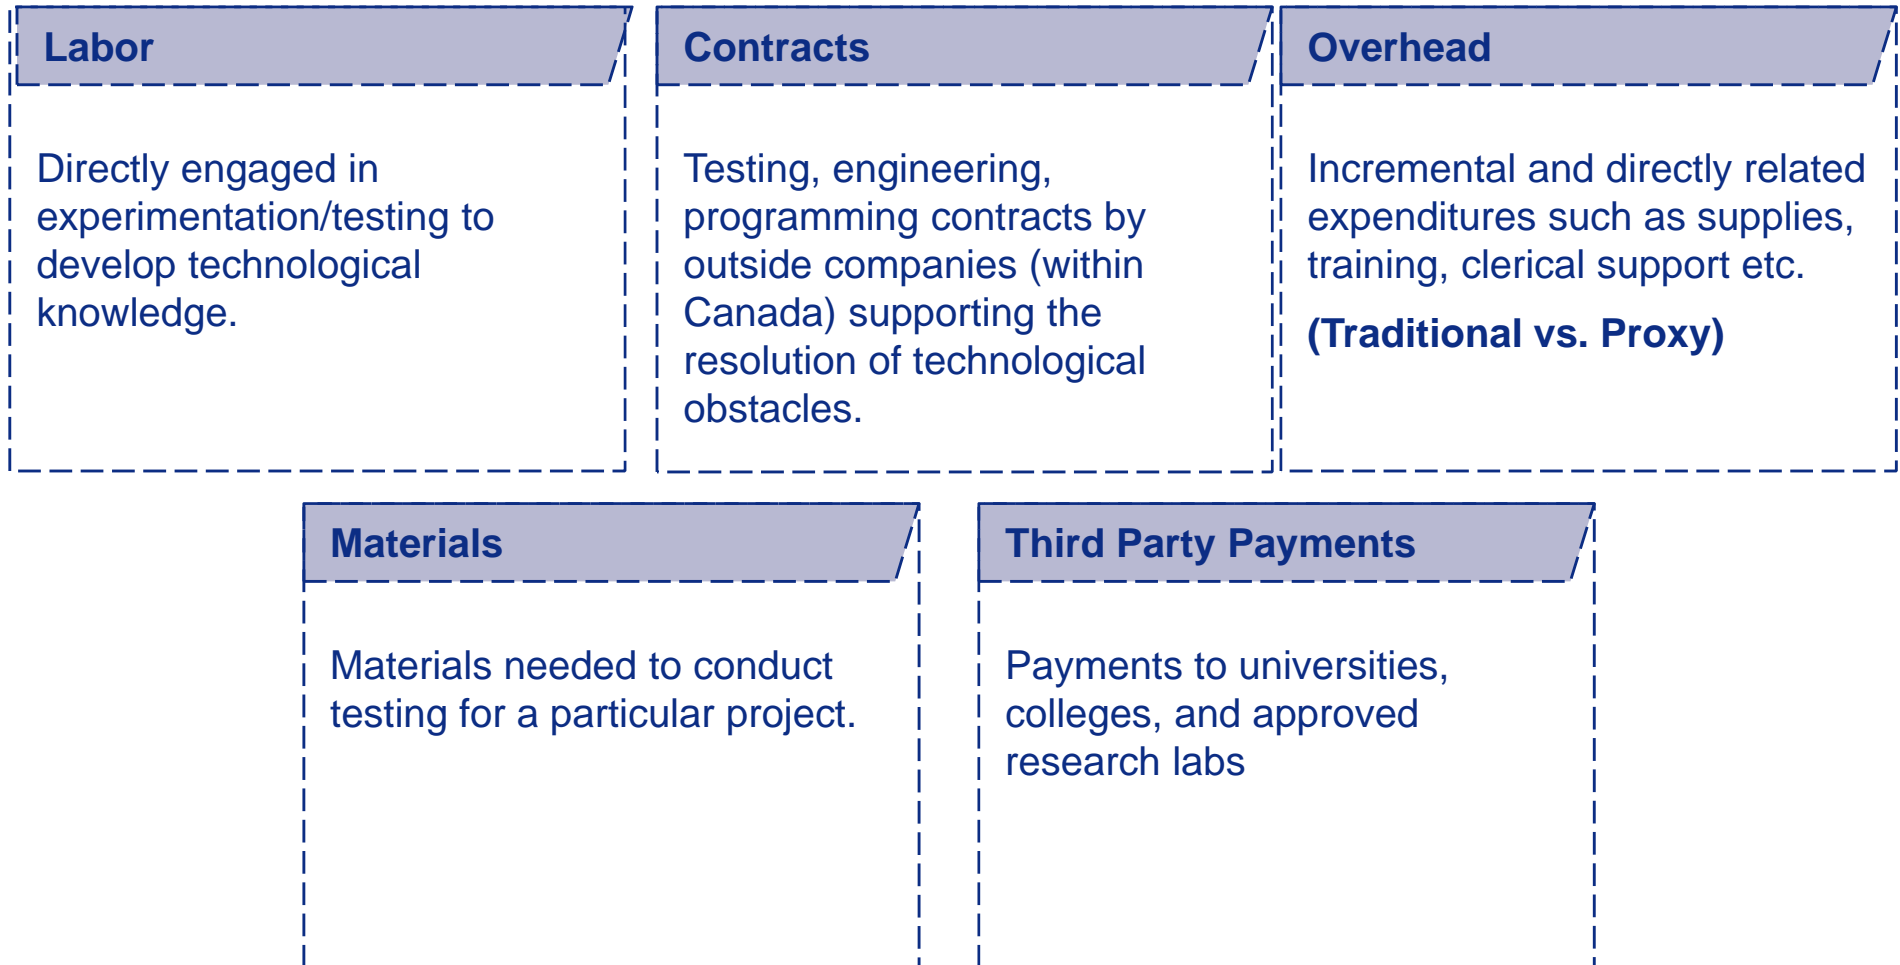 Labor
Directly engaged in
experimentation/testing to
develop technological
knowledge.
Contracts
Testing, engineering,
programming contracts by
outside companies (within
Canada) supporting the
resolution of technological
obstacles.
Overhead
Incremental and directly related
expenditures such as supplies,
training, clerical support etc.
(Traditional vs. Proxy)
Materials
Materials needed to conduct
testing for a particular project.
Third Party Payments
Payments to universities,
colleges, and approved
research labs